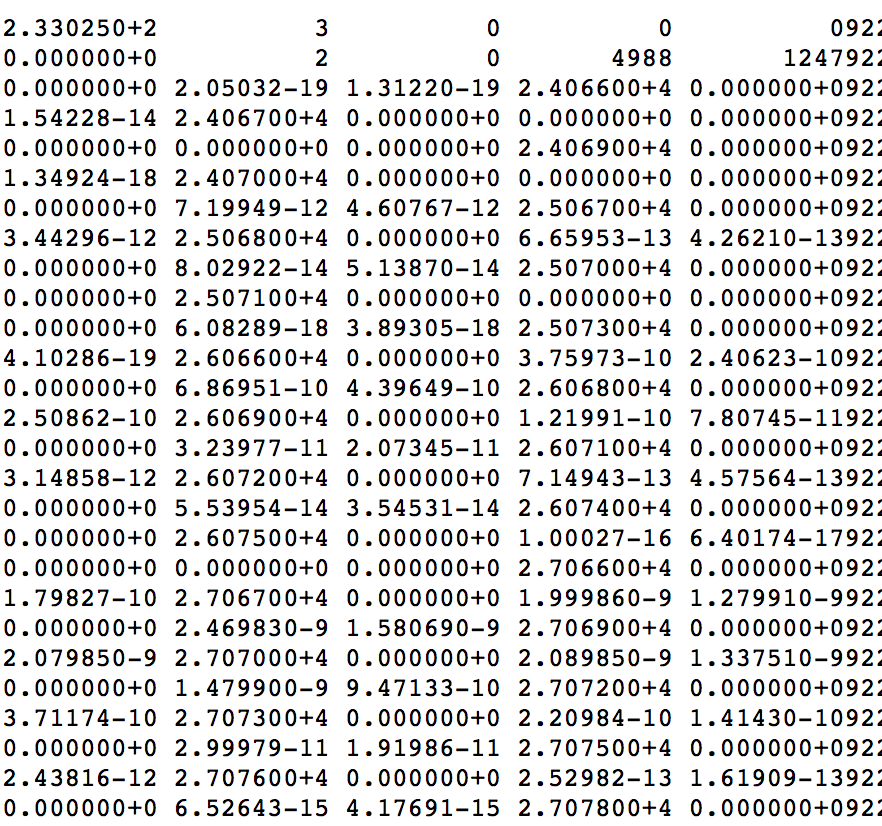 2.330250+2 3 0 0 0922
0.000000+0 2 0 4988 1247922
0.000000+0 2.05032-19 1.31220-19 2.406600+4 0.000000+0922
1.54228-14 2.406700+4 0.000000+0 0.000000+0 0.000000+0922
0.000000+0 0.000000+0 0.000000+0 2.406900+4 0.000000+0922
1.34924-18 2.407000+4 0.000000+0 0.000000+0 0.000000+0922
0.000000+0 7.19949-12 4.60767-12 2.506700+4 0.000000+0922
3.44296-12 2.506800+4 0.000000+0 6.65953-13 4.26210-13922
0.000000+0 8.02922-14 5.13870-14 2.507000+4 0.000000+0922
0.000000+0 2.507100+4 0.000000+0 0.000000+0 0.000000+0922
0.000000+0 6.08289-18 3.89305-18 2.507300+4 0.000000+0922
4.10286-19 2.606600+4 0.000000+0 3.75973-10 2.40623-10922
0.000000+0 6.86951-10 4.39649-10 2.606800+4 0.000000+0922
2.50862-10 2.606900+4 0.000000+0 1.21991-10 7.80745-11922
0.000000+0 3.23977-11 2.07345-11 2.607100+4 0.000000+0922
3.14858-12 2.607200+4 0.000000+0 7.14943-13 4.57564-13922
0.000000+0 5.53954-14 3.54531-14 2.607400+4 0.000000+0922
0.000000+0 2.607500+4 0.000000+0 1.00027-16 6.40174-17922
0.000000+0 0.000000+0 0.000000+0 2.706600+4 0.000000+0922
1.79827-10 2.706700+4 0.000000+0 1.999860-9 1.279910-9922
0.000000+0 2.469830-9 1.580690-9 2.706900+4 0.000000+0922
2.079850-9 2.707000+4 0.000000+0 2.089850-9 1.337510-9922
0.000000+0 1.479900-9 9.47133-10 2.707200+4 0.000000+0922
3.71174-10 2.707300+4 0.000000+0 2.20984-10 1.41430-10922
0.000000+0 2.99979-11 1.91986-11 2.707500+4 0.000000+0922
2.43816-12 2.707600+4 0.000000+0 2.52982-13 1.61909-13922
0.000000+0 6.52643-15 4.17691-15 2.707800+4 0.000000+0922